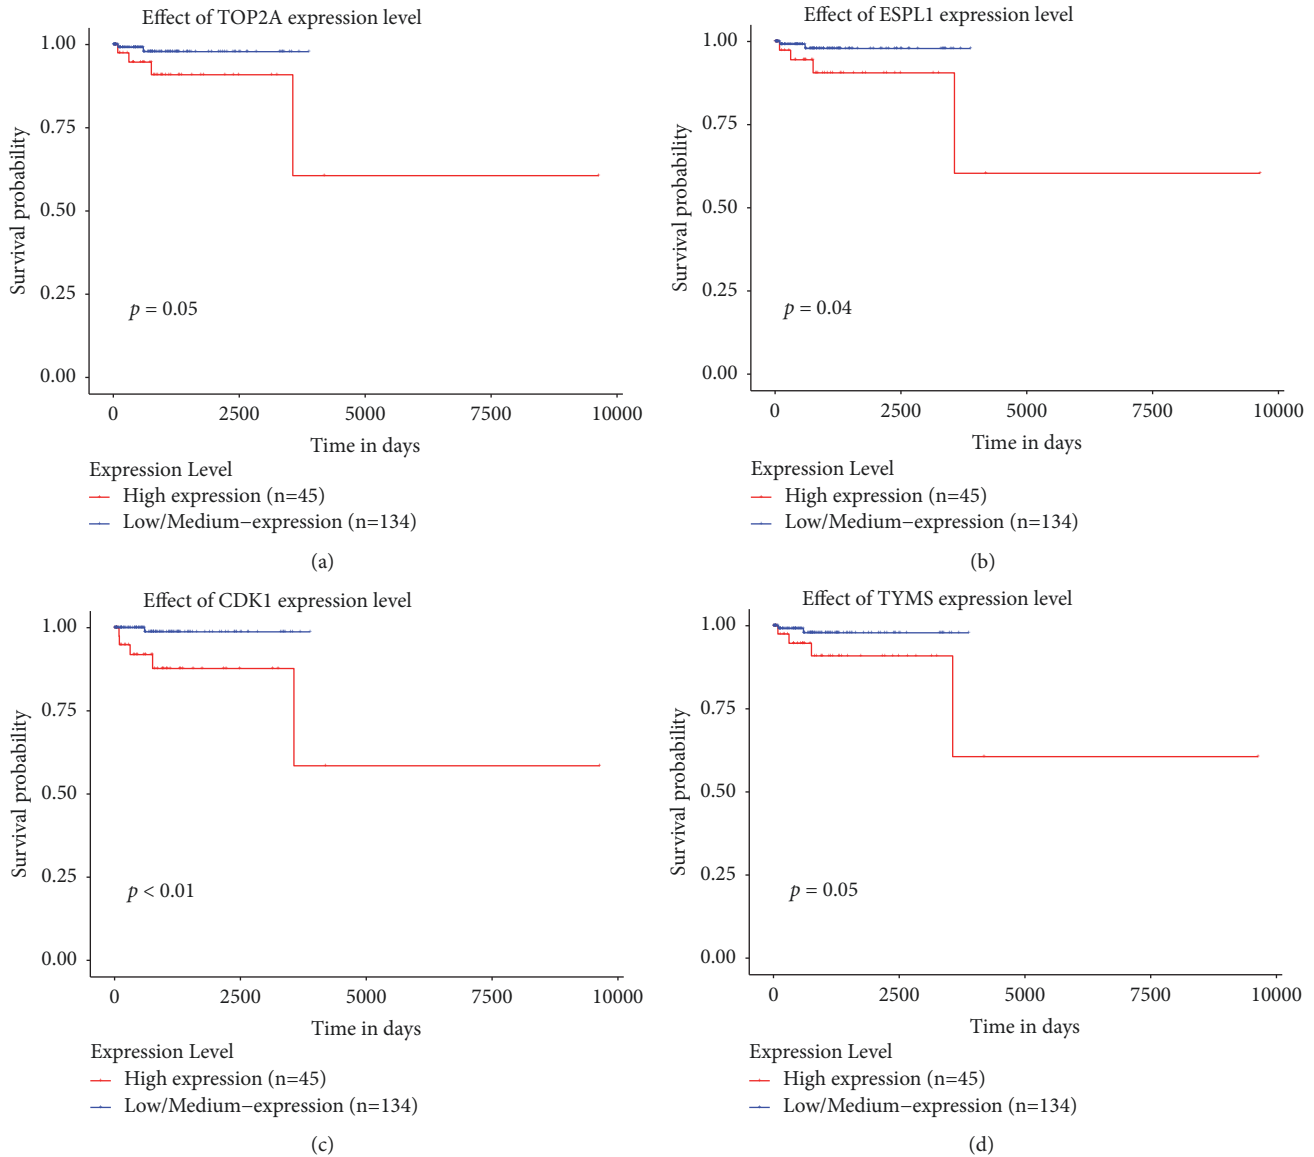 Effect of TOP2A expression level
1.00
0.75
0.50
0.25
0.00
Survival probability
p = 0.05
0 2500 5000 7500 10000
Time in days
Expression Level
High expression (n=45)
Low/Medium−expression (n=134)
(a)
Effect of ESPL1 expression level
1.00
0.75
0.50
0.25
0.00
Survival probability
p = 0.04
0 2500 5000 7500 10000
Time in days
Expression Level
High expression (n=45)
Low/Medium−expression (n=134)
(b)
Effect of CDK1 expression level
1.00
0.75
0.50
0.25
0.00
Survival probability
p < 0.01
0 2500 5000 7500 10000
Time in days
Expression Level
High expression (n=45)
Low/Medium−expression (n=134)
(c)
Effect of TYMS expression level
1.00
0.75
0.50
0.25
0.00
Survival probability
p = 0.05
0 2500 5000 7500 10000
Time in days
Expression Level
High expression (n=45)
Low/Medium−expression (n=134)
(d)